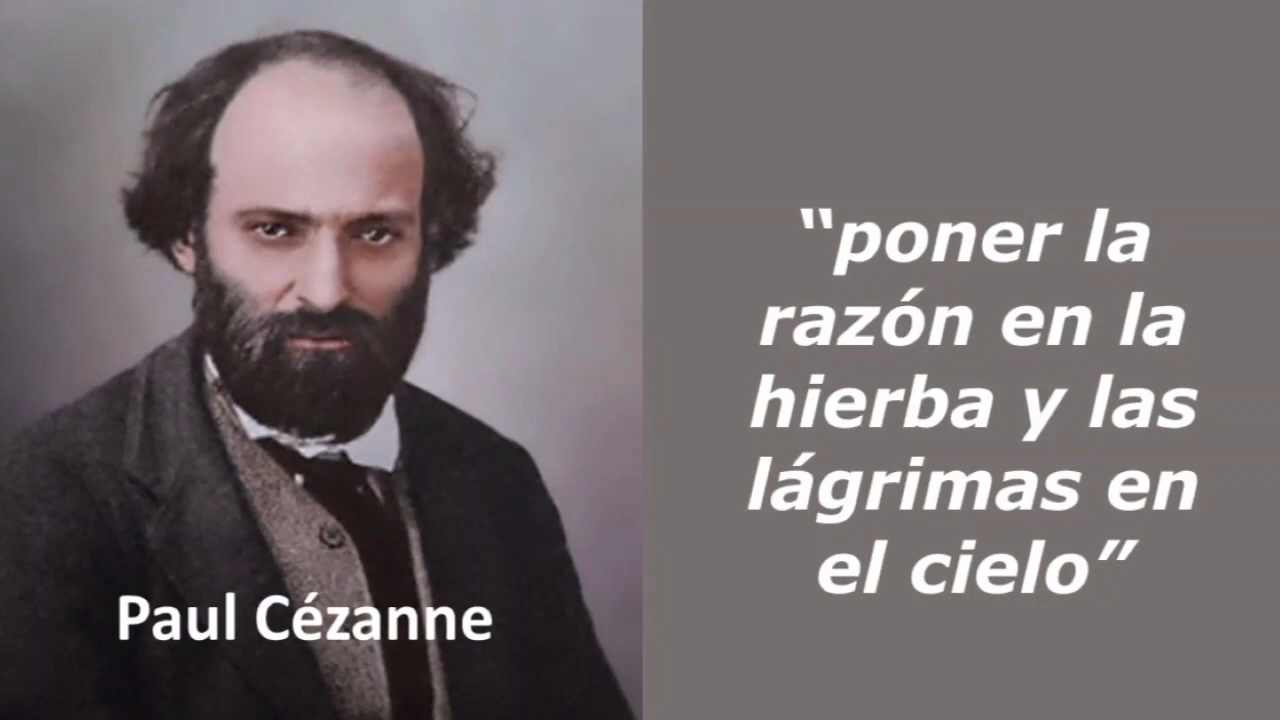 Paul Cézanne
“poner la
razón en la
hierba y las
lágrimas en
el cielo”